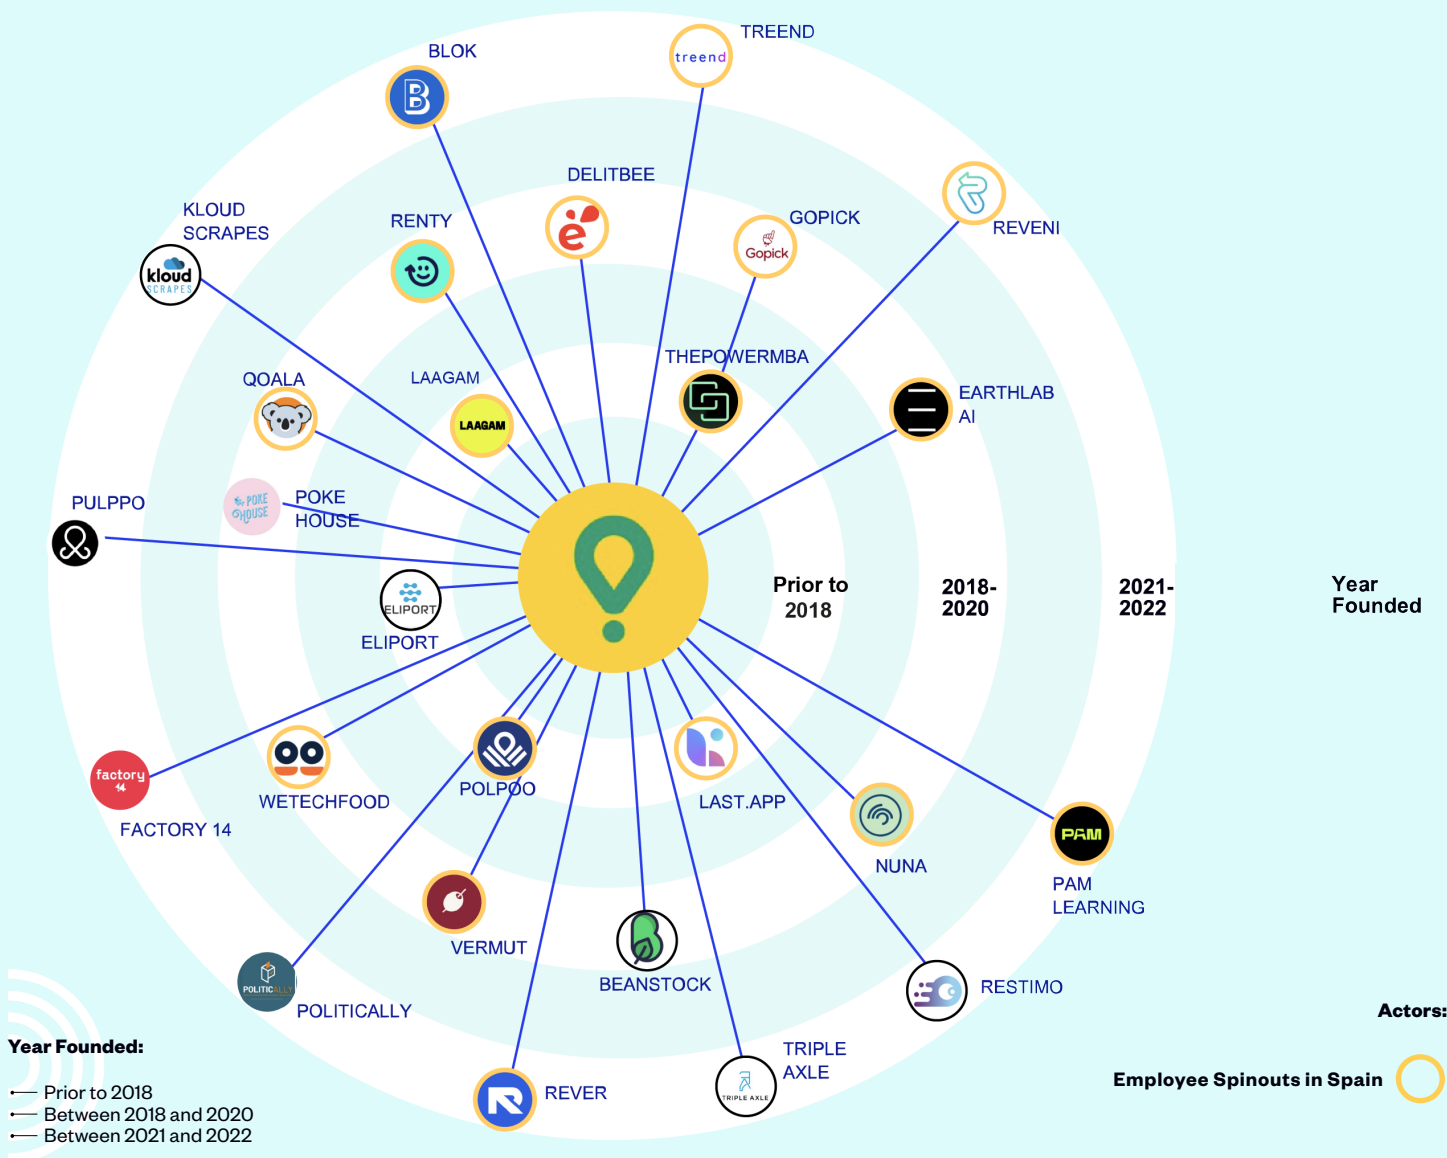 TREEND
treend
BLOK
B
DELITBEE
ė
KLOUD
SCRAPES
kloud
SCRAPES
RENTY
GOPICK
Gopick
REVENI
THEPOWERMBA
QOALA
LAAGAM
LAAGAM
EARTHLAB
AI
PULPPO
POKE
HOUSE
POKE
HOUSE
ELIPORT
ELIPORT
Prior to
2018
2018-
2020
2021-
2022
Year
Founded
factory
14
FACTORY 14
WETECHFOOD
POLPOO
LAST.APP
NUNA
PAM
PAM
LEARNING
VERMUT
BEANSTOCK
RESTIMO
POLITICALLY
POLITICALLY
REVER
R
TRIPLE
AXLE
TRIPLE AXLE
Year Founded:
Prior to 2018
Between 2018 and 2020
Between 2021 and 2022
Actors:
Employee Spinouts in Spain